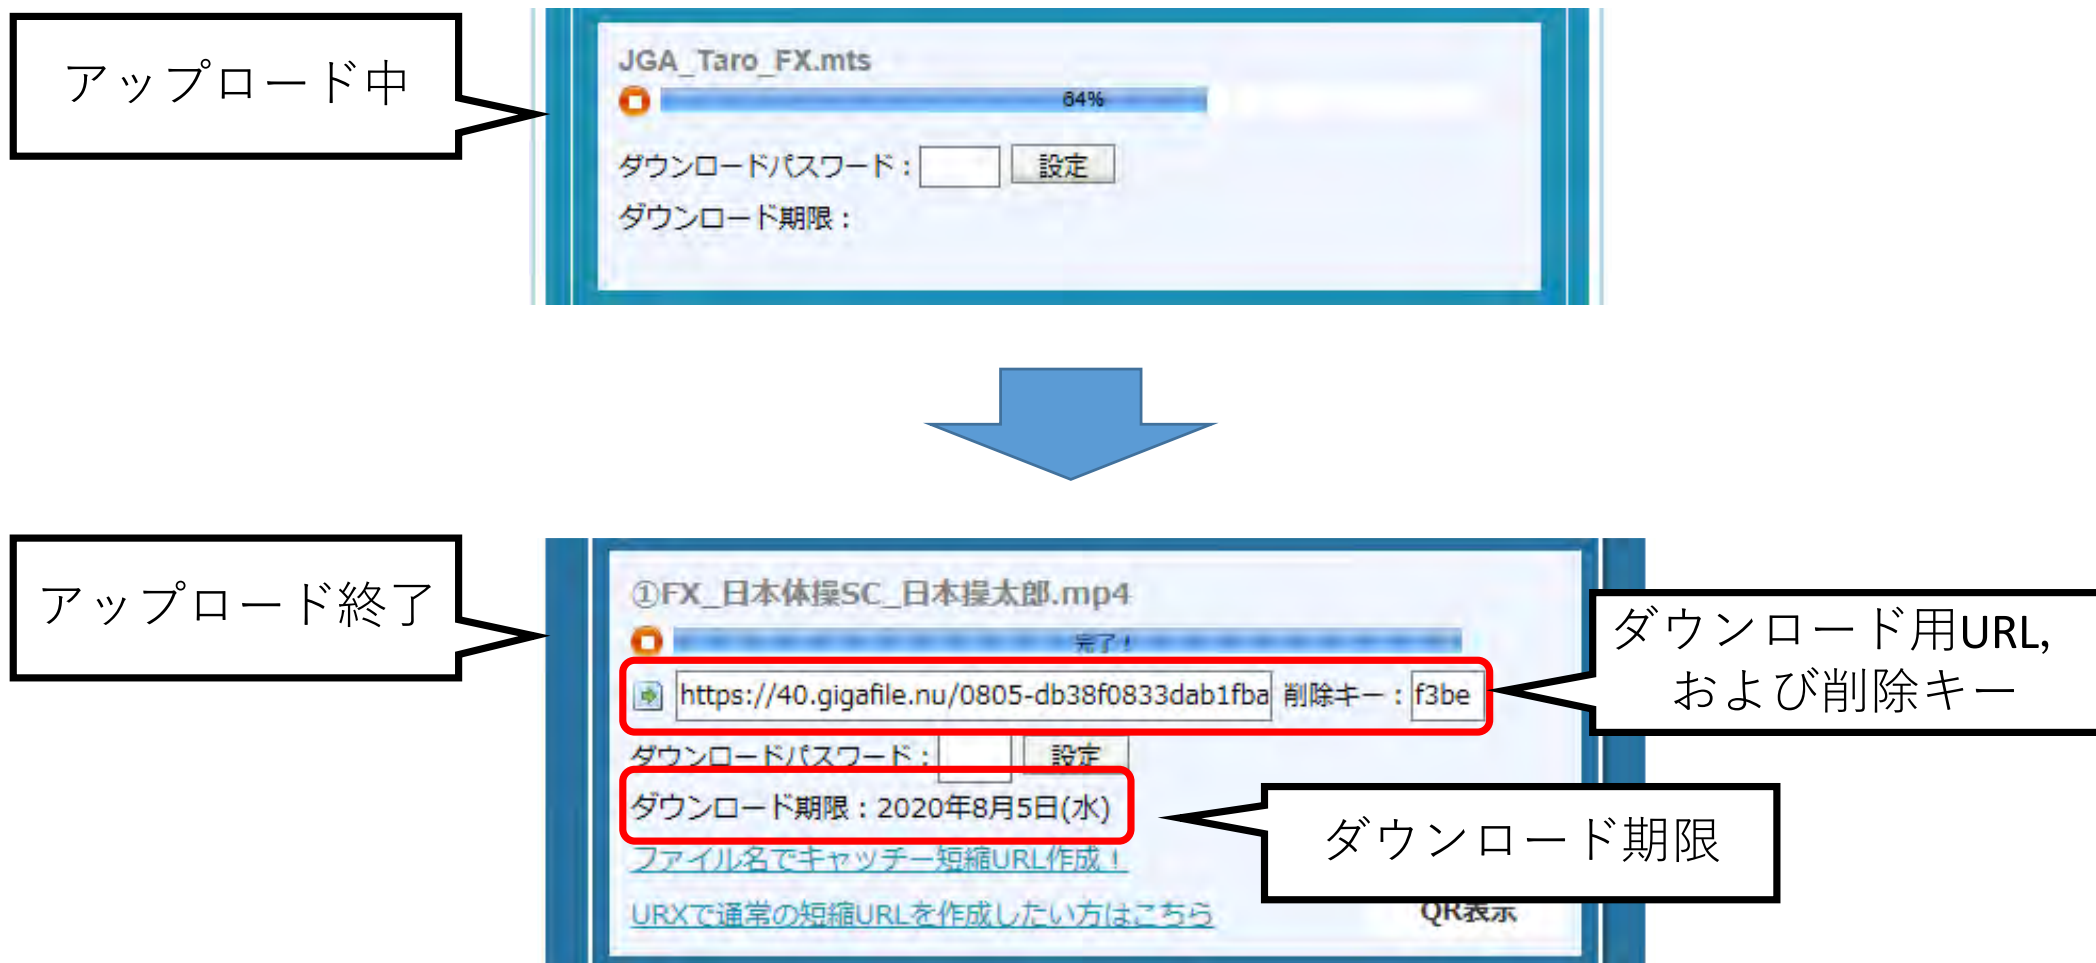 アップロード中
JGA_Taro_FX.mts
64%
ダウンロードパスワード：
設定
ダウンロード期限：
アップロード終了
①FX_日本体操SC_日本操太郎.mp4
完了！
https://40.gigafile.nu/0805-db38f0833dab1fba
削除キー：f3be
ダウンロード用URL,
および削除キー
ダウンロードパスワード：
設定
ダウンロード期限：2020年8月5日(水)
ダウンロード期限
ファイル名でキャッチー短縮URL作成！
URXで通常の短縮URLを作成したい方はこちら
QR表示